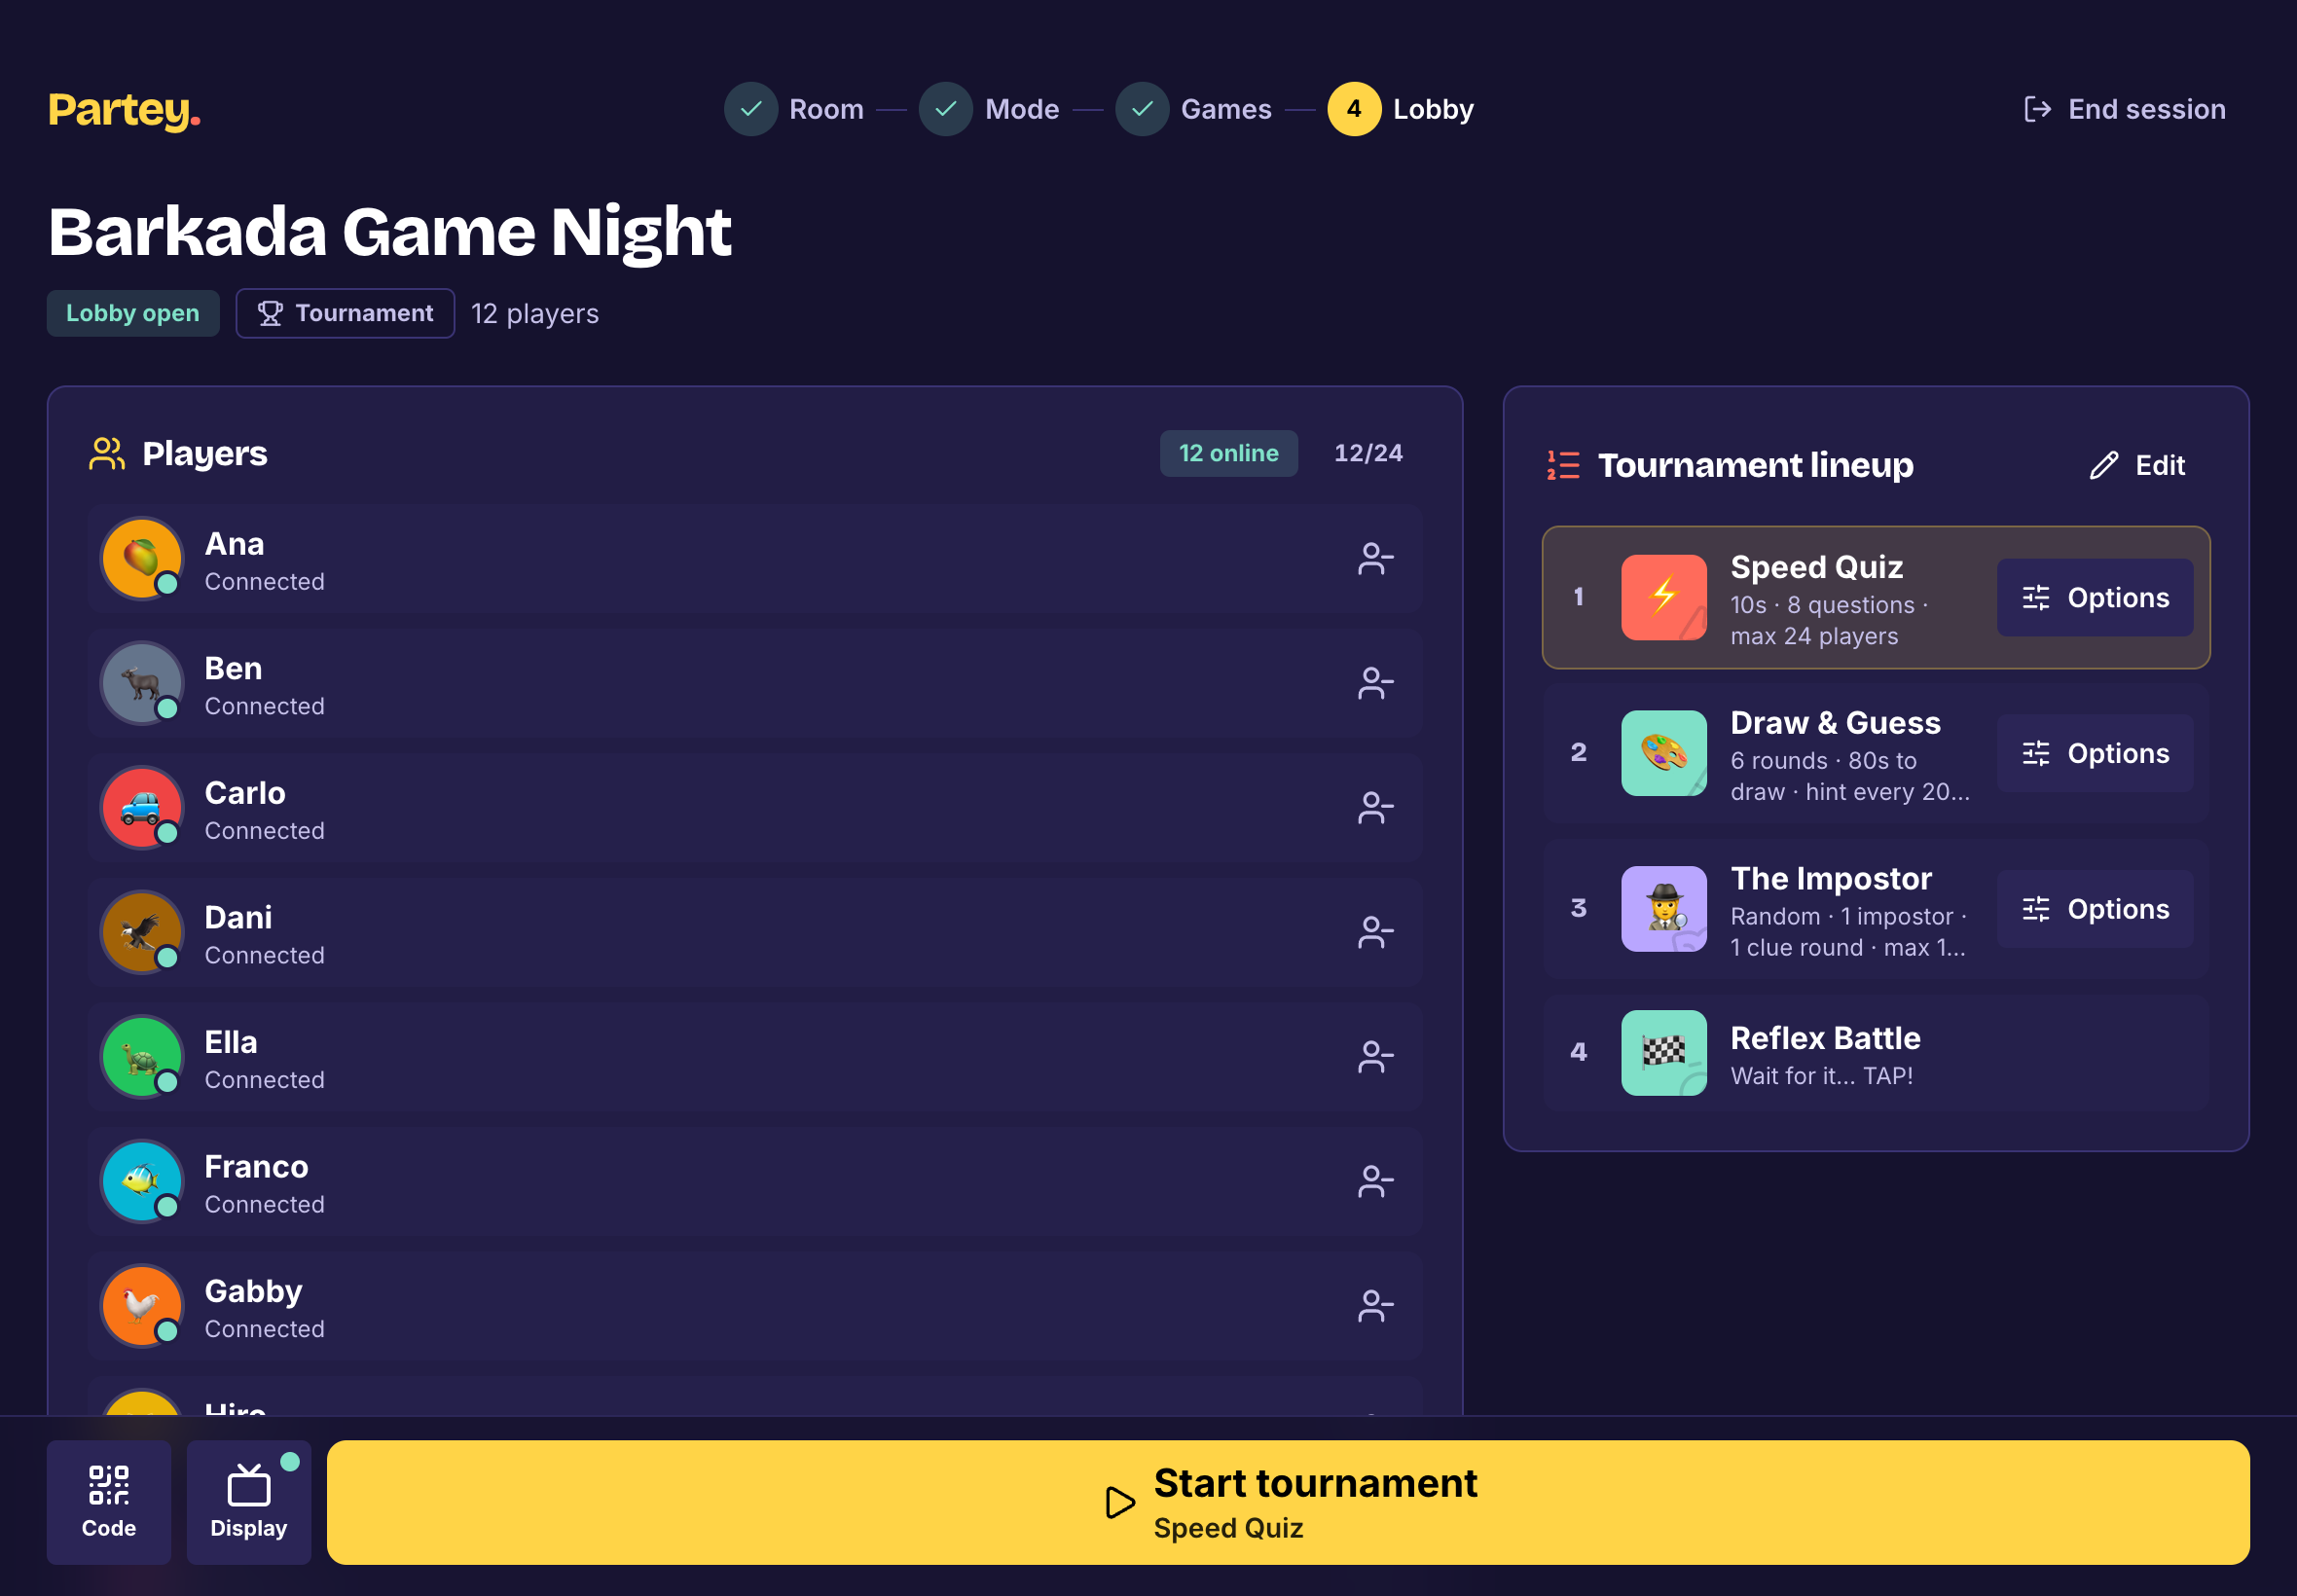 Partey.
Room
Mode
Games
4 Lobby
End session
Barkada Game Night
Lobby open
Tournament
12 players
Players
12 online
12/24
Ana
Connected
Ben
Connected
Carlo
Connected
Dani
Connected
Ella
Connected
Franco
Connected
Gabby
Connected
Tournament lineup
Edit
1
Speed Quiz
10s · 8 questions ·
max 24 players
Options
2
Draw & Guess
6 rounds · 80s to
draw · hint every 20...
Options
3
The Impostor
Random · 1 impostor ·
1 clue round · max 1...
Options
4
Reflex Battle
Wait for it... TAP!
Code
Display
Start tournament
Speed Quiz